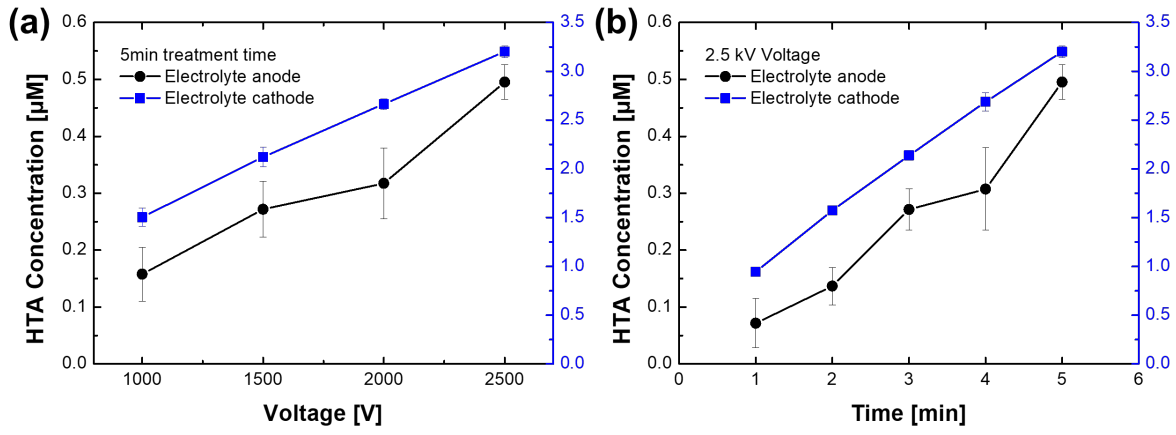 (a)
HTA Concentration [µM]
0.6
0.5
0.4
0.3
0.2
0.1
0.0
5min treatment time
Electrolyte anode
Electrolyte cathode
3.5
3.0
2.5
2.0
1.5
1.0
0.5
0.0
1000 1500 2000 2500
Voltage [V]
(b)
HTA Concentration [µM]
0.6
0.5
0.4
0.3
0.2
0.1
0.0
2.5 kV Voltage
Electrolyte anode
Electrolyte cathode
3.5
3.0
2.5
2.0
1.5
1.0
0.5
0.0
0 1 2 3 4 5 6
Time [min]